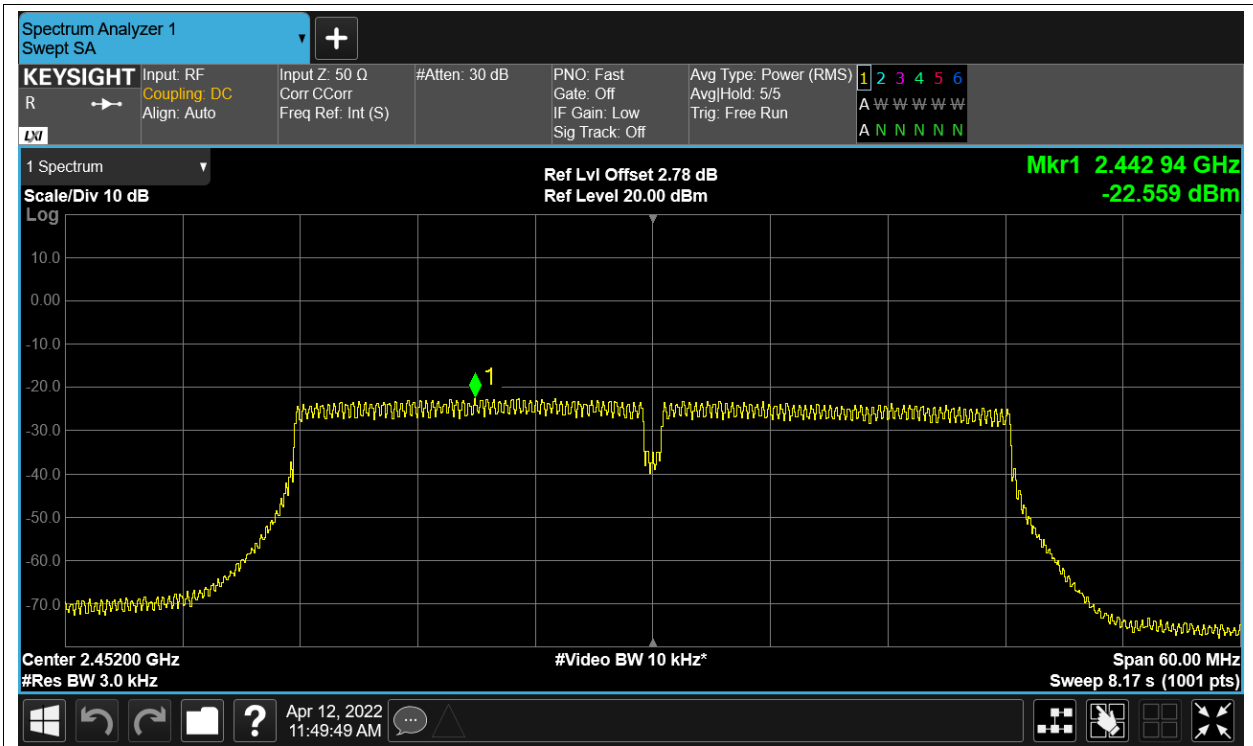 Spectrum Analyzer 1
Swept SA
KEYSIGHT
R
LXI
Input: RF
Coupling: DC
Align: Auto
Input Z: 50 Ω
Corr CCorr
Freq Ref: Int (S)
#Atten: 30 dB
PNO: Fast
Gate: Off
IF Gain: Low
Sig Track: Off
Avg Type: Power (RMS)
Avg|Hold: 5/5
Trig: Free Run
1 2 3 4 5 6
A W W W W W
A N N N N N
1 Spectrum
Scale/Div 10 dB
Log
Ref Lvl Offset 2.78 dB
Ref Level 20.00 dBm
Mkr1 2.442 94 GHz
-22.559 dBm
10.0
0.00
-10.0
-20.0
-30.0
-40.0
-50.0
-60.0
-70.0
1
Center 2.45200 GHz
#Res BW 3.0 kHz
#Video BW 10 kHz*
Span 60.00 MHz
Sweep 8.17 s (1001 pts)
?
Apr 12, 2022
11:49:49 AM